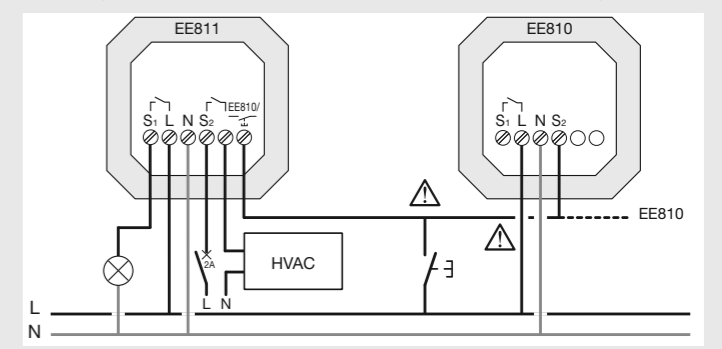 EE811
EE810
EE810/
S1 L N S2
S1 L N S2
EE810
2A
HVAC
L N
L
N